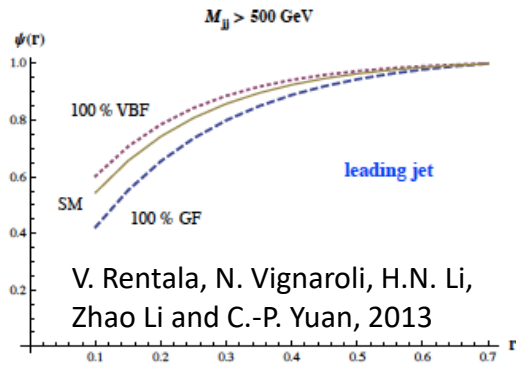 M_jj > 500 GeV
ψ(r)
1.0
100 % VBF
0.8
0.6
leading jet
SM
100 % GF
0.4
V. Rentala, N. Vignaroli, H.N. Li,
0.2
Zhao Li and C.-P. Yuan, 2013
r
0.1 0.2 0.3 0.4 0.5 0.6 0.7